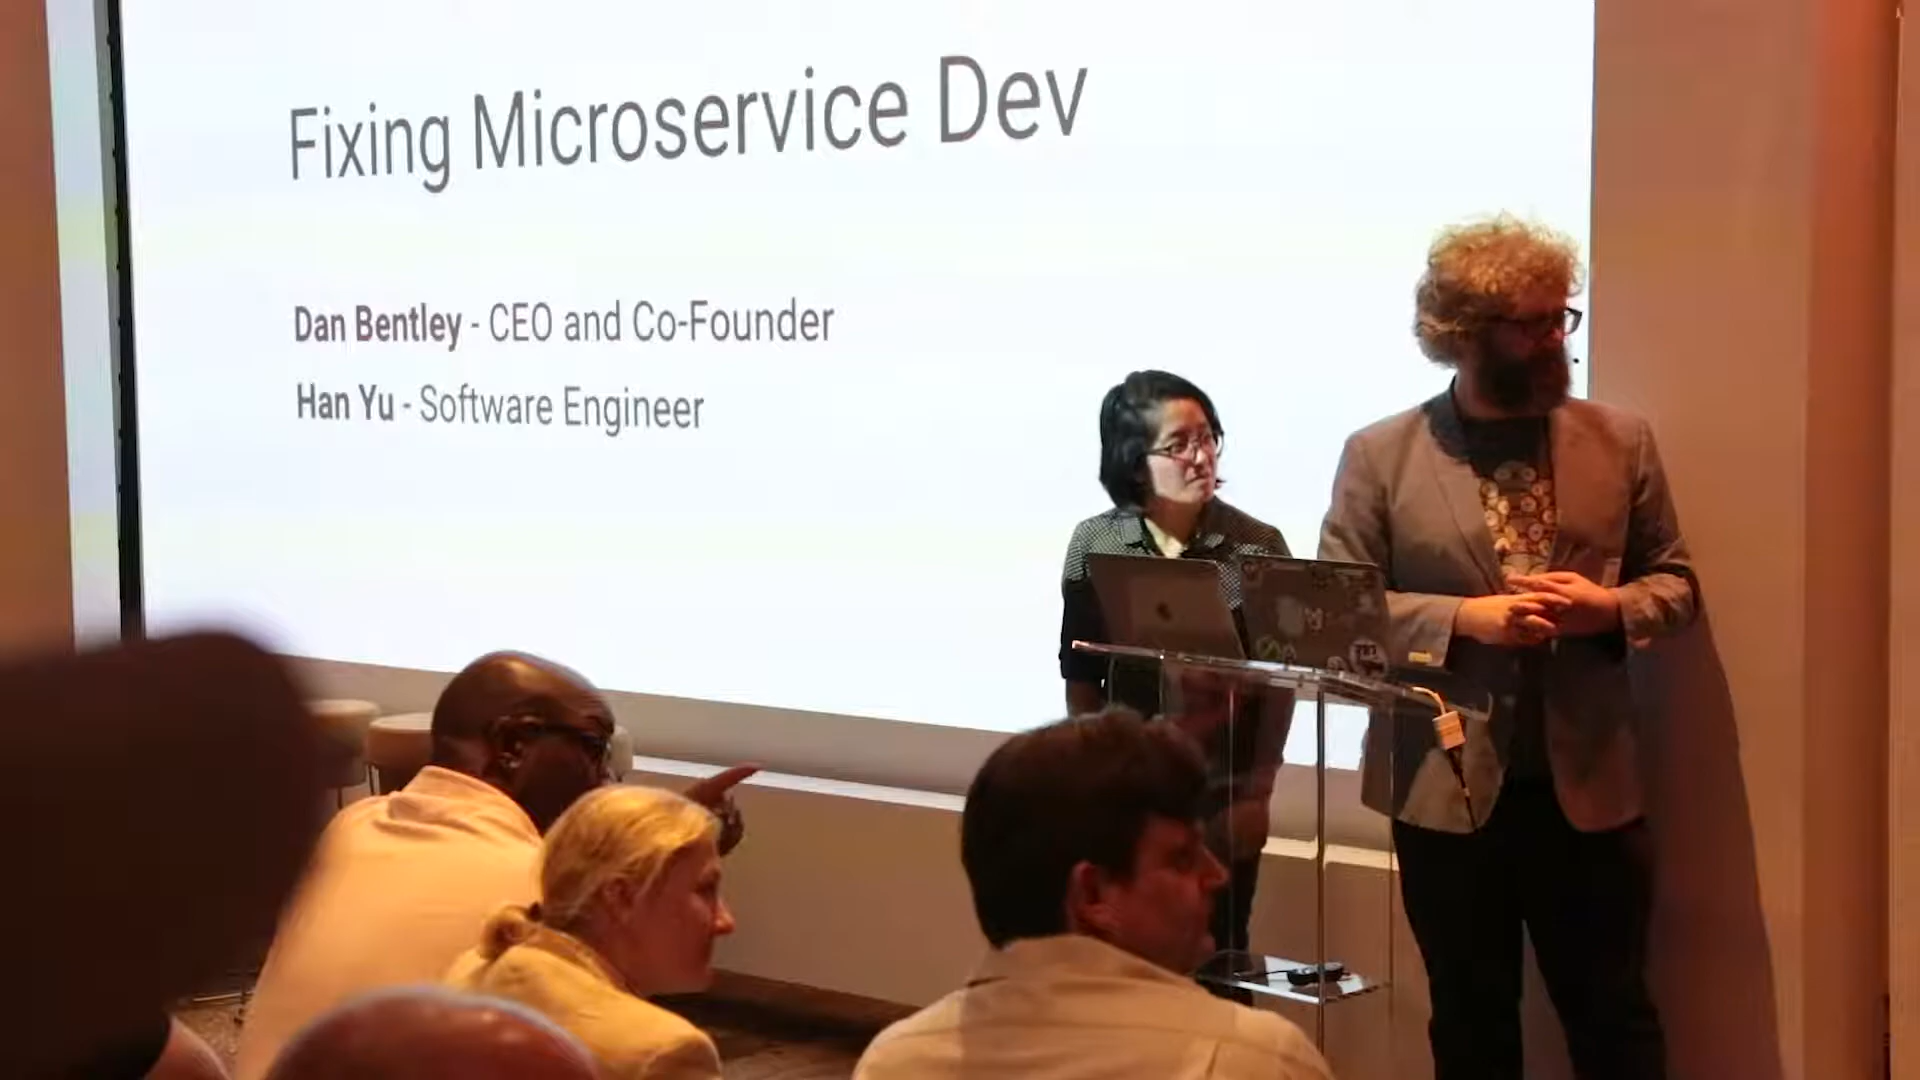 Fixing Microservice Dev
Dan Bentley - CEO and Co-Founder
Han Yu - Software Engineer